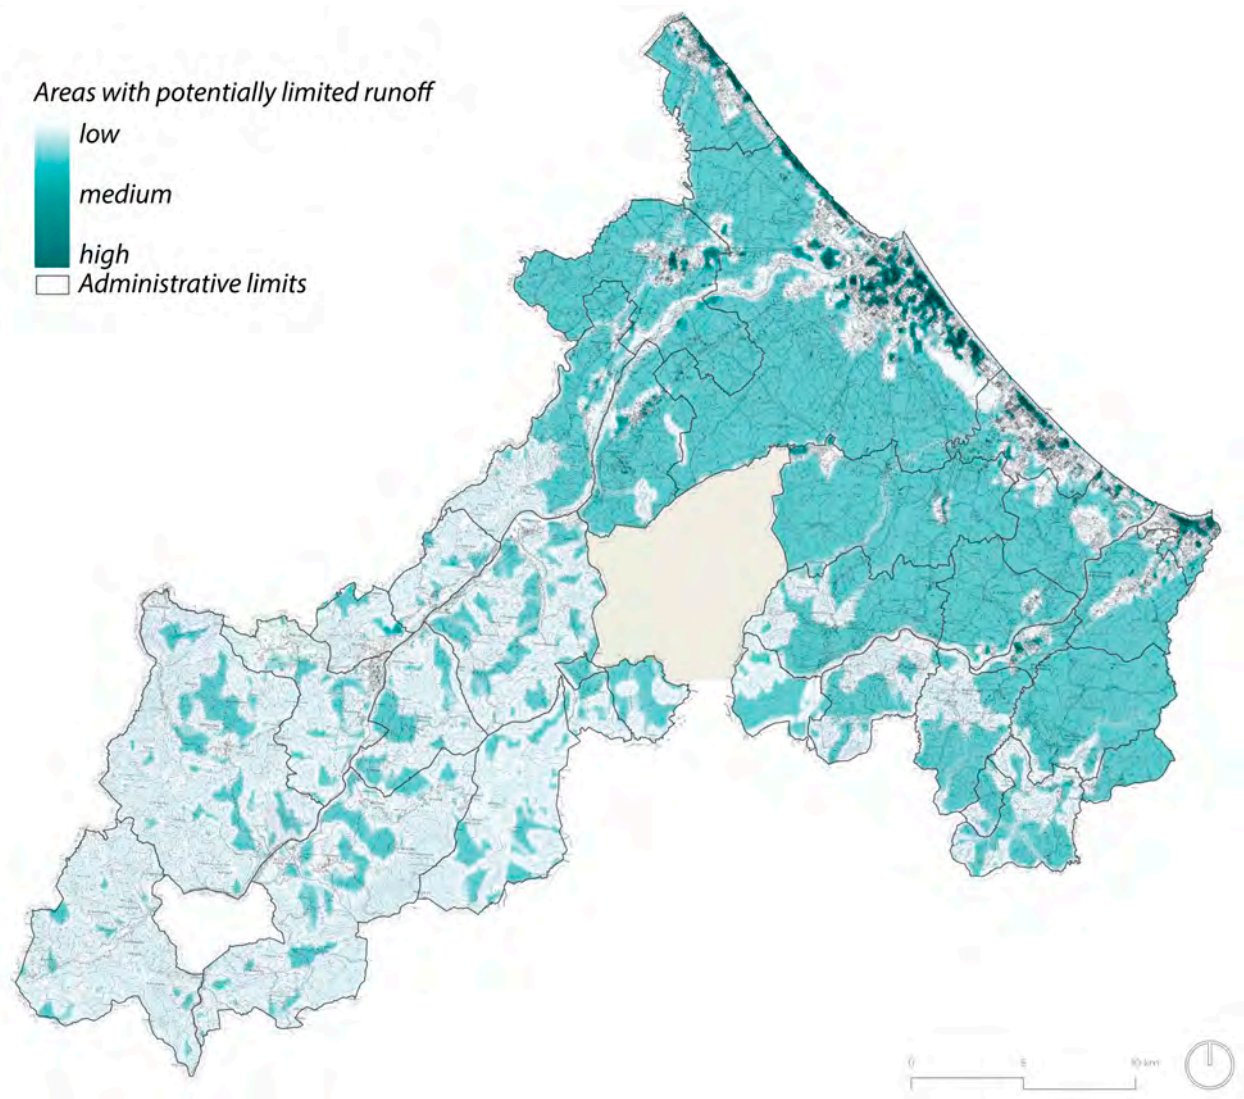 Areas with potentially limited runoff
low
medium
high
Administrative limits
0 5 10 km